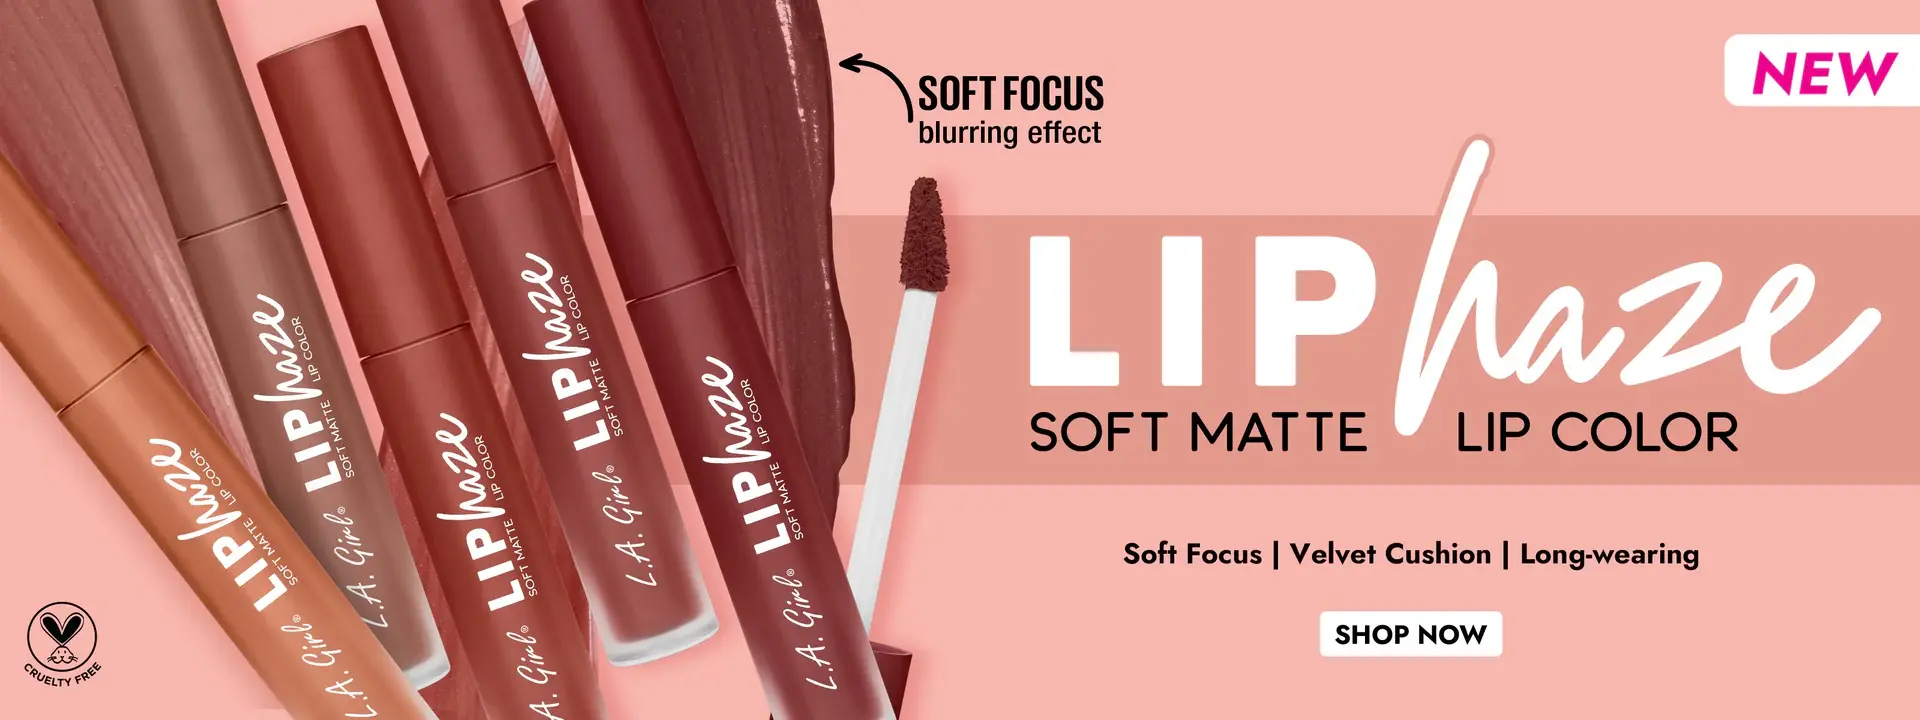 NEW
SOFT FOCUS
blurring effect
LIP haze
SOFT MATTE LIP COLOR
Soft Focus | Velvet Cushion | Long-wearing
SHOP NOW
CRUELTY FREE
LIP haze
SOFT MATTE LIP COLOR
L.A. Girl®
LIP haze
SOFT MATTE LIP COLOR
L.A. Girl®
LIP haze
SOFT MATTE LIP COLOR
L.A. Girl®
LIP haze
SOFT MATTE LIP COLOR
L.A. Girl®
LIP haze
SOFT MATTE LIP COLOR
L.A. Girl®